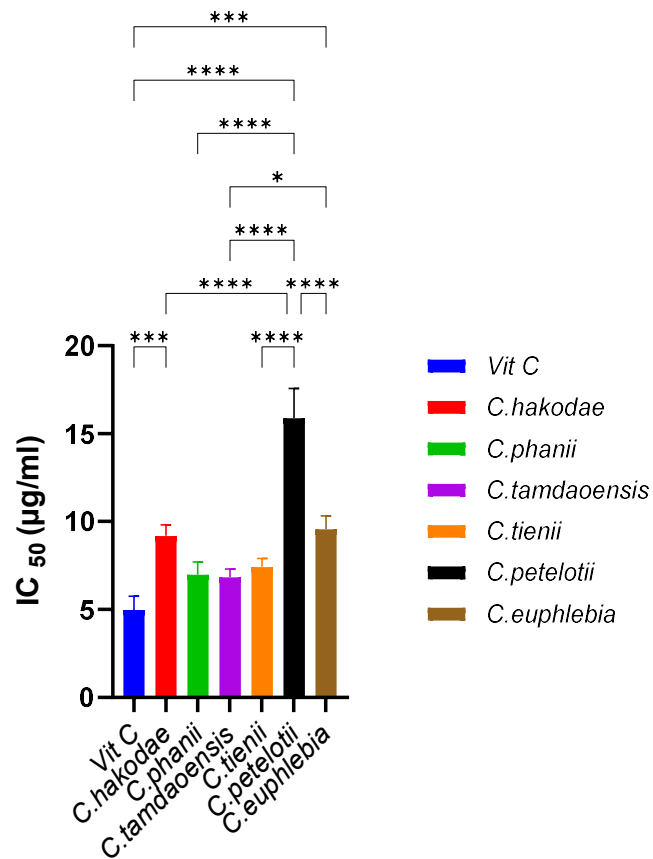 ***
****
****
*
****
**** ****
*** ****
20
15
10
5
0
IC 50 (µg/ml)
Vit C
C.hakodae
C.phanii
C.tamdaoensis
C.tienii
C.petelotii
C.euphlebia
Vit C
C.hakodae
C.phanii
C.tamdaoensis
C.tienii
C.petelotii
C.euphlebia